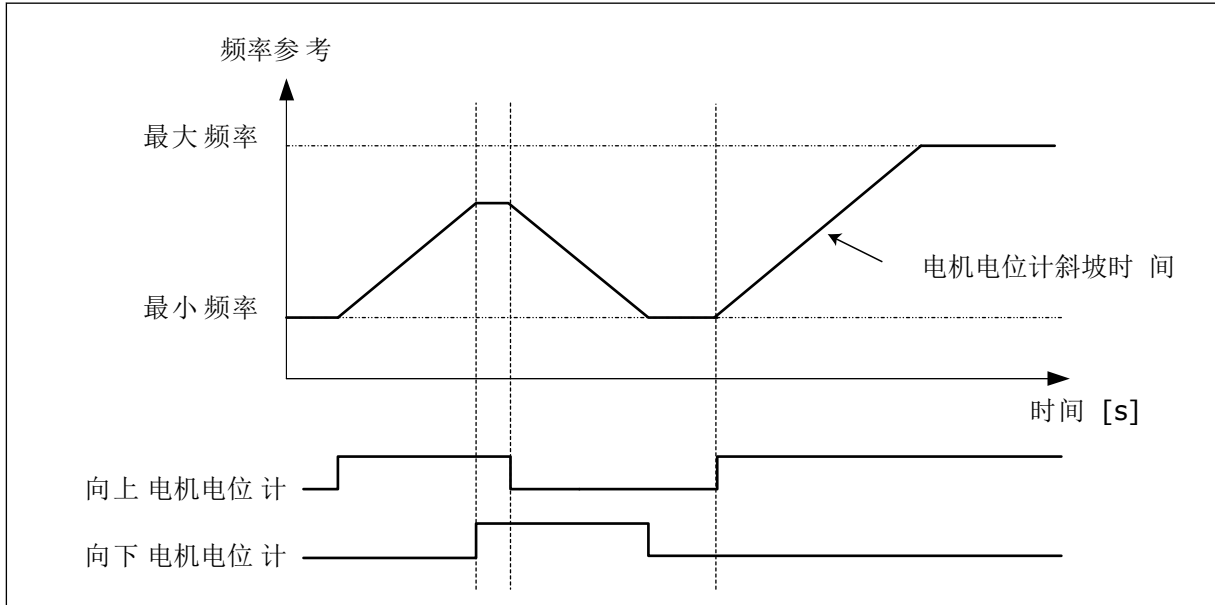 频率参考
最大频率
最小频率
电机电位计斜坡时 间
时间 [s]
向上 电机电位 计
向下 电机电位 计